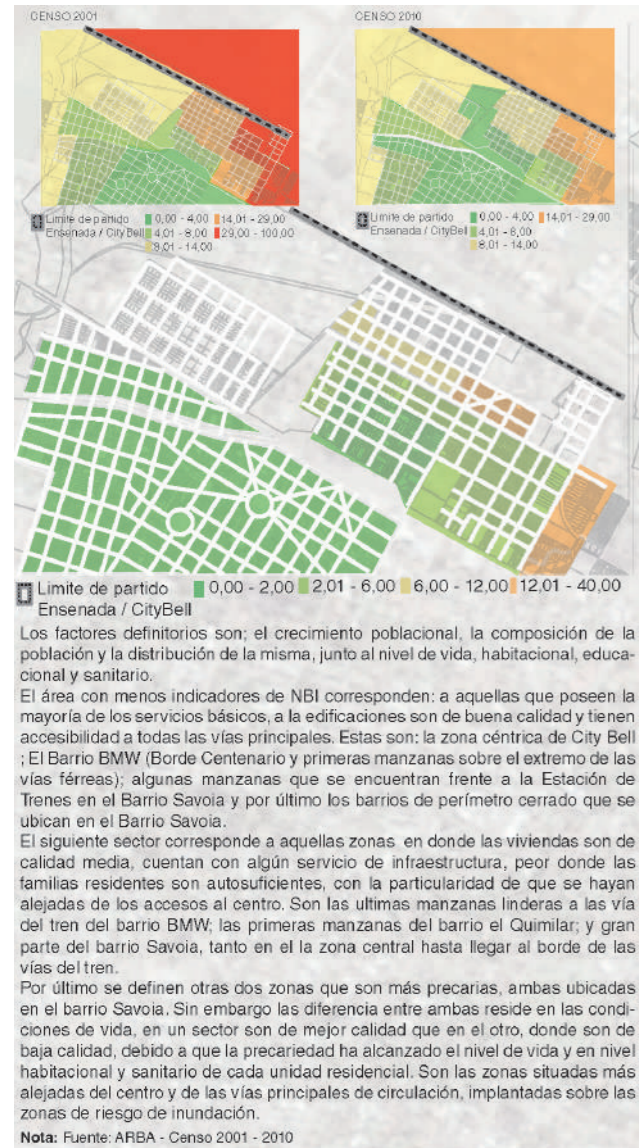 CENSO 2001
CENSO 2010
Limite de partido
Ensenada / CityBell
0,00 - 4,00
14,01 - 29,00
4,01 - 8,00
29,00 - 100,00
8,01 - 14,00
Limite de partido
Ensenada / CityBell
0,00 - 4,00
14,01 - 29,00
4,01 - 8,00
8,01 - 14,00
Limite de partido
Ensenada / CityBell
0,00 - 2,00
2,01 - 6,00
6,00 - 12,00
12,01 - 40,00
Los factores definitorios son; el crecimiento poblacional, la composición de la
población y la distribución de la misma, junto al nivel de vida, habitacional, educa-
cional y sanitario.
El área con menos indicadores de NBI corresponden: a aquellas que poseen la
mayoría de los servicios básicos, a la edificaciones son de buena calidad y tienen
accesibilidad a todas las vías principales. Estas son: la zona céntrica de City Bell
; El Barrio BMW (Borde Centenario y primeras manzanas sobre el extremo de las
vías férreas); algunas manzanas que se encuentran frente a la Estación de
Trenes en el Barrio Savoia y por último los barrios de perímetro cerrado que se
ubican en el Barrio Savoia.
El siguiente sector corresponde a aquellas zonas en donde las viviendas son de
calidad media, cuentan con algún servicio de infraestructura, peor donde las
familias residentes son autosuficientes, con la particularidad de que se hayan
alejadas de los accesos al centro. Son las ultimas manzanas linderas a las vía
del tren del barrio BMW; las primeras manzanas del barrio el Quimilar; y gran
parte del barrio Savoia, tanto en el la zona central hasta llegar al borde de las
vías del tren.
Por último se definen otras dos zonas que son más precarias, ambas ubicadas
en el barrio Savoia. Sin embargo las diferencia entre ambas reside en las condi-
ciones de vida, en un sector son de mejor calidad que en el otro, donde son de
baja calidad, debido a que la precariedad ha alcanzado el nivel de vida y en nivel
habitacional y sanitario de cada unidad residencial. Son las zonas situadas más
alejadas del centro y de las vías principales de circulación, implantadas sobre las
zonas de riesgo de inundación.
Nota: Fuente: ARBA - Censo 2001 - 2010